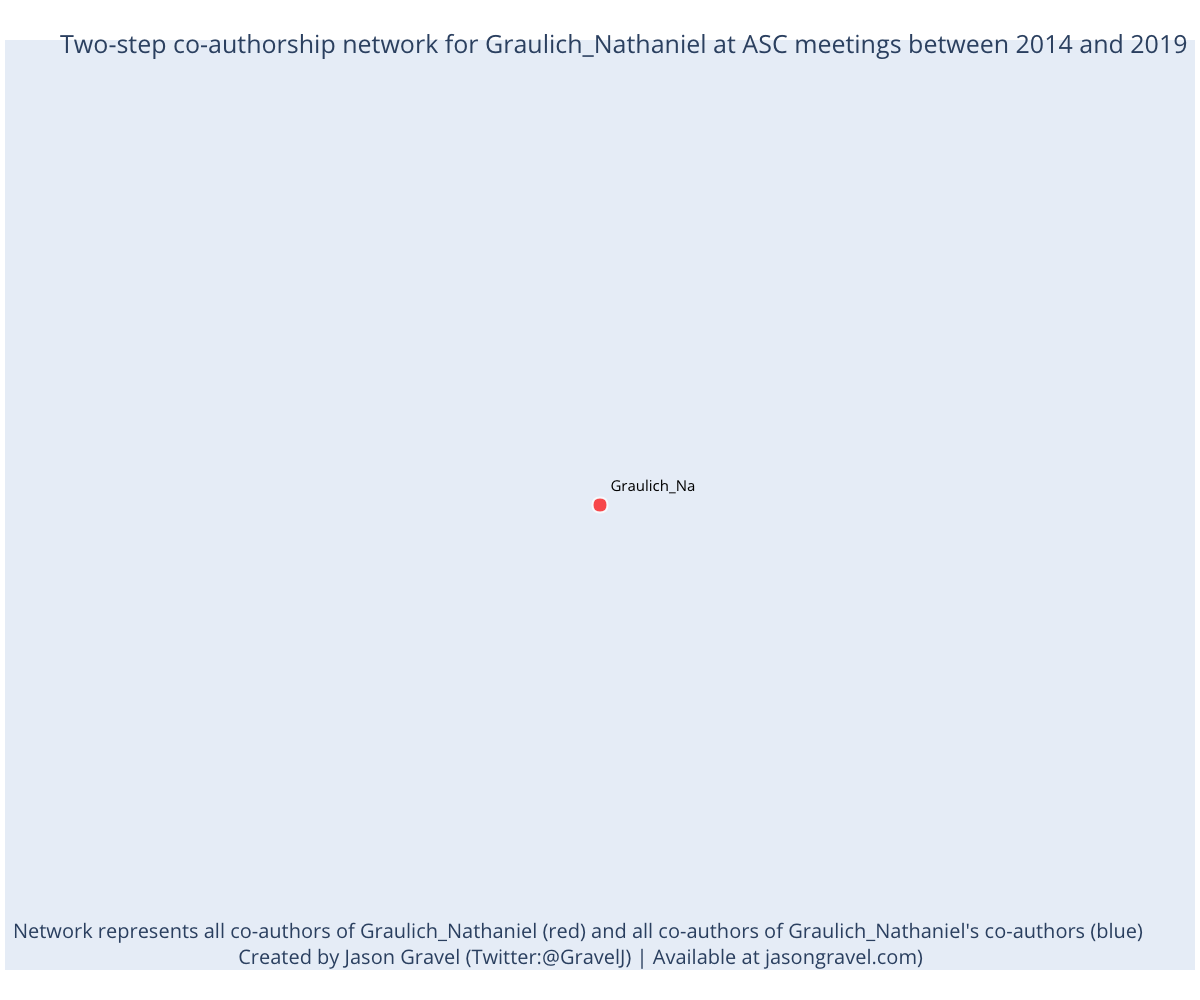 Two-step co-authorship network for Graulich_Nathaniel at ASC meetings between 2014 and 2019
Graulich_Na
Network represents all co-authors of Graulich_Nathaniel (red) and all co-authors of Graulich_Nathaniel's co-authors (blue)
Created by Jason Gravel (Twitter:@GravelJ) | Available at jasongravel.com)